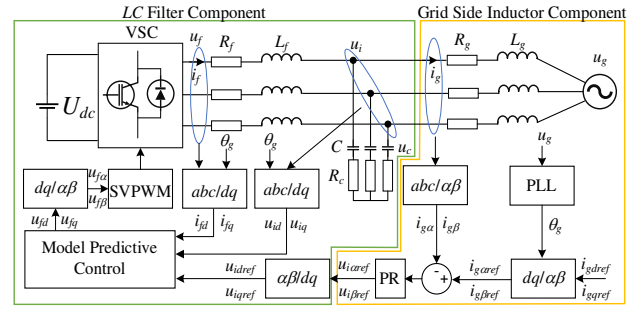 LC Filter Component
Grid Side Inductor Component
VSC
u_f
R_f
L_f
u_i
R_g
L_g
u_g
i_f
i_g
U_dc
θ_g
θ_g
C
u_c
u_g
R_c
dq/αβ
u_fα
u_fβ
SVPWM
abc/dq
abc/dq
abc/αβ
PLL
u_fd
u_fq
i_fd
i_fq
u_id
u_iq
i_gα
i_gβ
θ_g
Model Predictive
Control
u_idref
u_iqref
αβ/dq
u_iαref
u_iβref
PR
-
+
i_gαref
i_gβref
dq/αβ
i_gdref
i_gqref